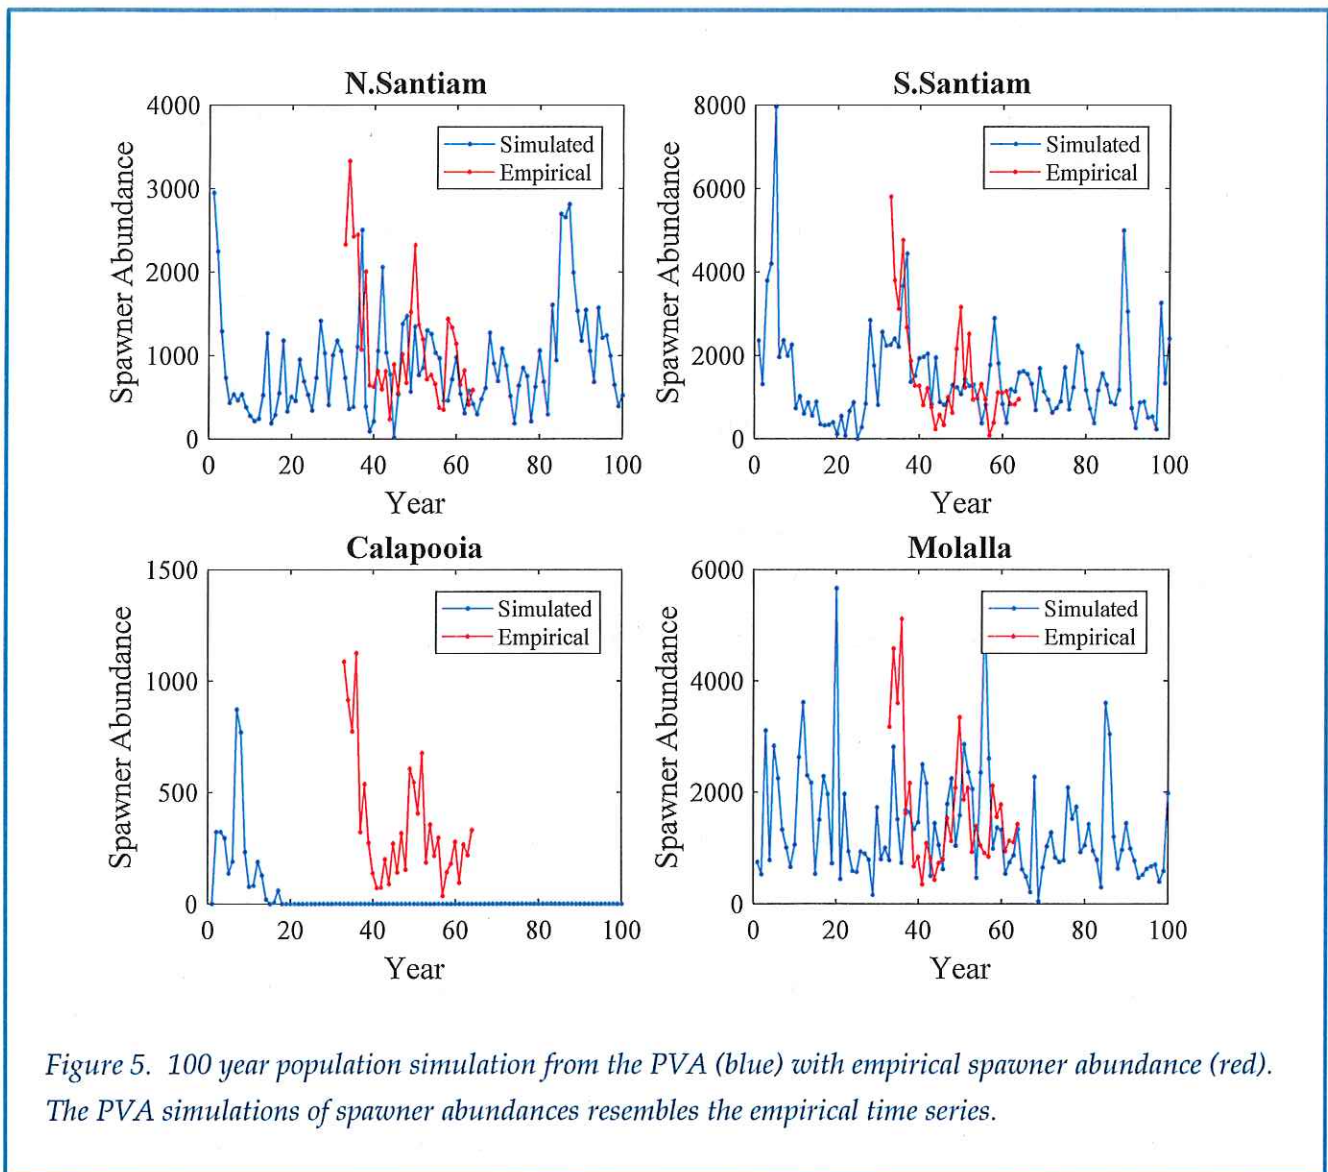 N.Santiam
4000
3000
2000
1000
0
Spawner Abundance
Simulated
Empirical
0 20 40 60 80 100
Year
S.Santiam
8000
6000
4000
2000
0
Spawner Abundance
Simulated
Empirical
0 20 40 60 80 100
Year
Calapooia
1500
1000
500
0
Spawner Abundance
Simulated
Empirical
0 20 40 60 80 100
Year
Molalla
6000
4000
2000
0
Spawner Abundance
Simulated
Empirical
0 20 40 60 80 100
Year
Figure 5. 100 year population simulation from the PVA (blue) with empirical spawner abundance (red).
The PVA simulations of spawner abundances resembles the empirical time series.